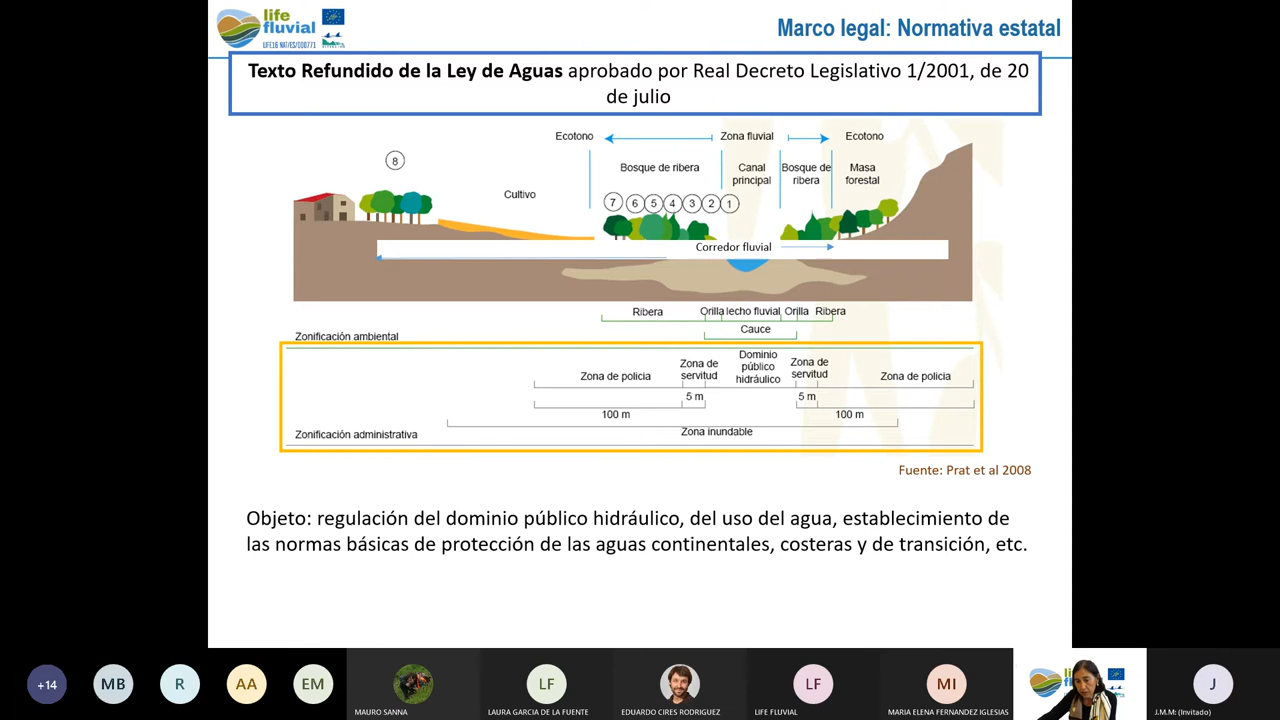 life
fluvial
LIFE16 NAT/ES/000771
Marco legal: Normativa estatal
Texto Refundido de la Ley de Aguas aprobado por Real Decreto Legislativo 1/2001, de 20
de julio
Ecotono
Zona fluvial
Ecotono
8
Bosque de ribera
Canal
principal
Bosque de
ribera
Masa
forestal
Cultivo
7 6 5 4 3 2 1
Corredor fluvial
Ribera
Orilla
lecho fluvial
Orilla
Ribera
Cauce
Zonificación ambiental
Zona de policia
Zona de
servitud
Dominio
público
hidráulico
Zona de
servitud
Zona de policia
5 m
5 m
100 m
100 m
Zona inundable
Zonificación administrativa
Fuente: Prat et al 2008
Objeto: regulación del dominio público hidráulico, del uso del agua, establecimiento de
las normas básicas de protección de las aguas continentales, costeras y de transición, etc.
+14
MB
R
AA
EM
MAURO SANNA
LF
LAURA GARCIA DE LA FUENTE
EDUARDO CIRES RODRIGUEZ
LF
LIFE FLUVIAL
MI
MARIA ELENA FERNANDEZ IGLESIAS
J
J.M.M: (Invitado)